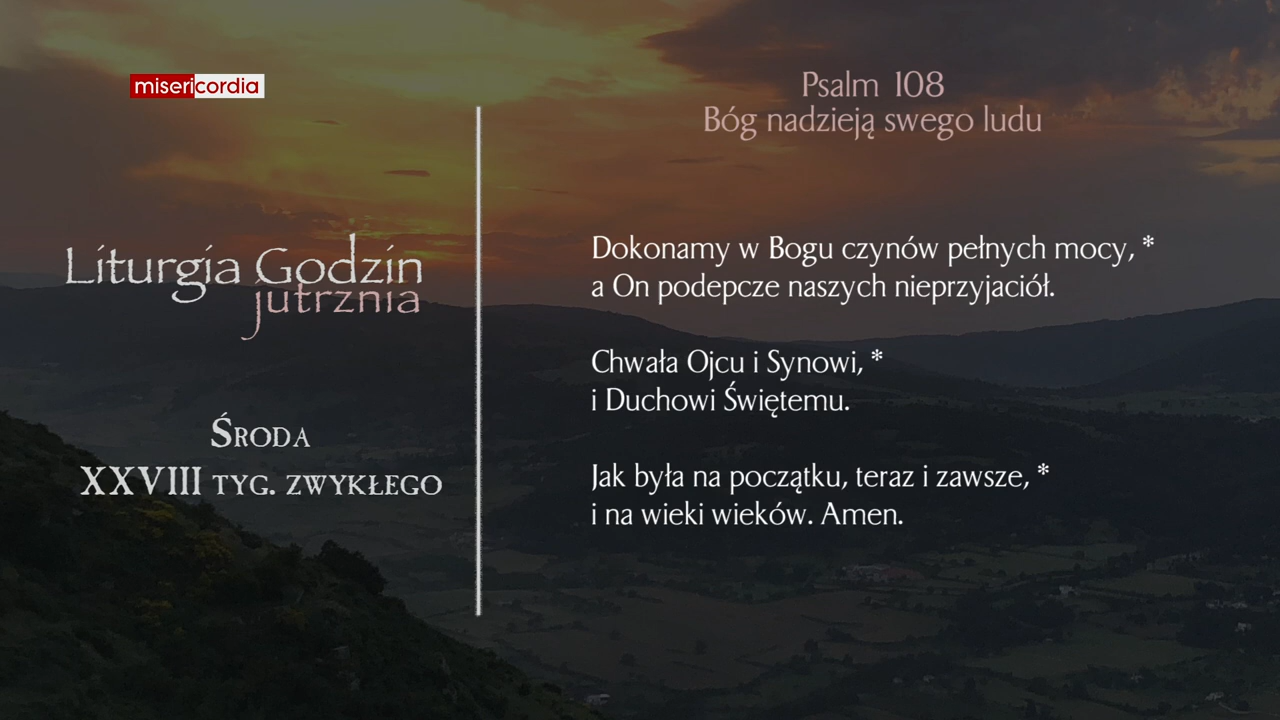 misericordia
Liturgia Godzin
jutrznia
Środa
XXVIII tyg. zwykłego
Psalm 108
Bóg nadzieją swego ludu
Dokonamy w Bogu czynów pełnych mocy, *
a On podepcze naszych nieprzyjaciół.
Chwała Ojcu i Synowi, *
i Duchowi Świętemu.
Jak była na początku, teraz i zawsze, *
i na wieki wieków. Amen.